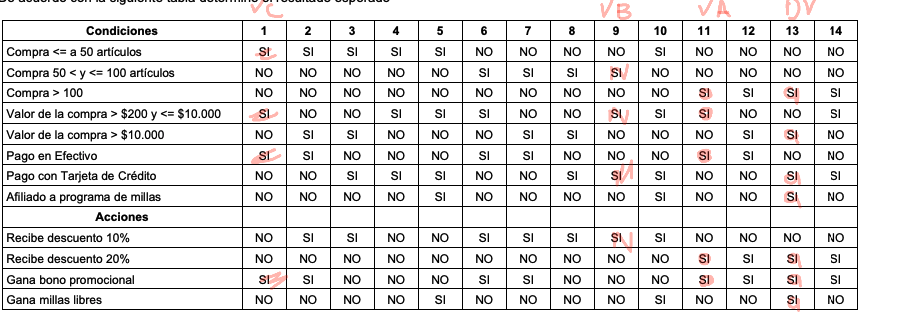 De acuerdo con la siguiente tabla determine el resultado esperado
VC VB VA DV
Condiciones 1 2 3 4 5 6 7 8 9 10 11 12 13 14
Compra <= a 50 artículos SI SI SI SI SI NO NO NO NO SI NO NO NO NO
Compra 50 < y <= 100 artículos NO NO NO NO NO SI SI SI SI NO NO NO NO NO
Compra > 100 NO NO NO NO NO NO NO NO NO NO SI SI SI SI
Valor de la compra > $200 y <= $10.000 SI NO NO SI SI SI NO NO SI SI SI NO NO SI
Valor de la compra > $10.000 NO SI SI NO NO NO SI SI NO NO NO SI SI NO
Pago en Efectivo SI SI NO NO NO SI SI NO NO NO SI SI NO NO
Pago con Tarjeta de Crédito NO NO SI SI SI NO NO SI SI SI NO NO SI SI
Afiliado a programa de millas NO NO NO NO SI NO NO NO NO SI NO NO SI NO
Acciones
Recibe descuento 10% NO SI SI NO NO SI SI SI SI SI NO NO NO NO
Recibe descuento 20% NO NO NO NO NO NO NO NO NO NO SI SI SI SI
Gana bono promocional SI SI NO NO NO SI SI NO NO NO SI SI SI SI
Gana millas libres NO NO NO NO SI NO NO NO NO SI NO NO SI NO